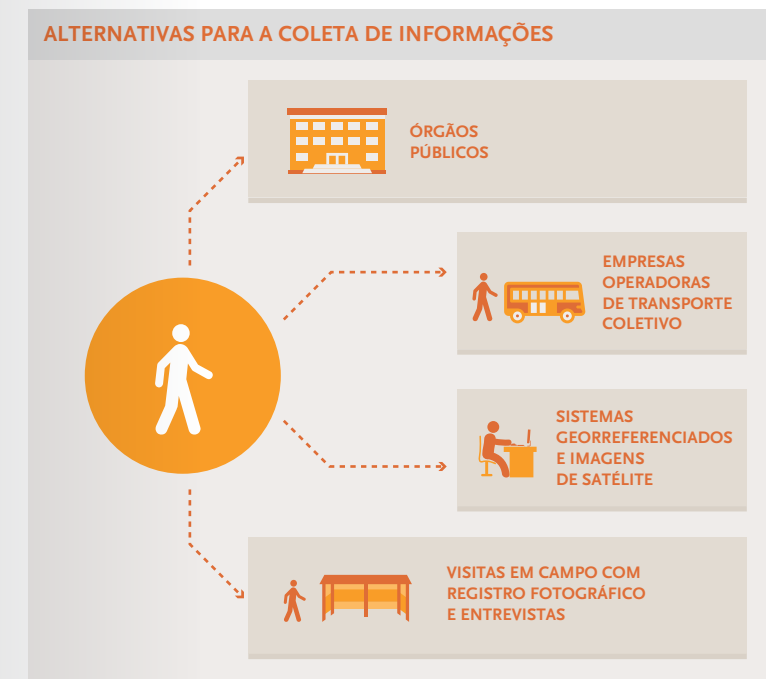 ALTERNATIVAS PARA A COLETA DE INFORMAÇÕES
ÓRGÃOS
PÚBLICOS
EMPRESAS
OPERADORAS
DE TRANSPORTE
COLETIVO
SISTEMAS
GEORREFERENCIADOS
E IMAGENS
DE SATÉLITE
VISITAS EM CAMPO COM
REGISTRO FOTOGRÁFICO
E ENTREVISTAS